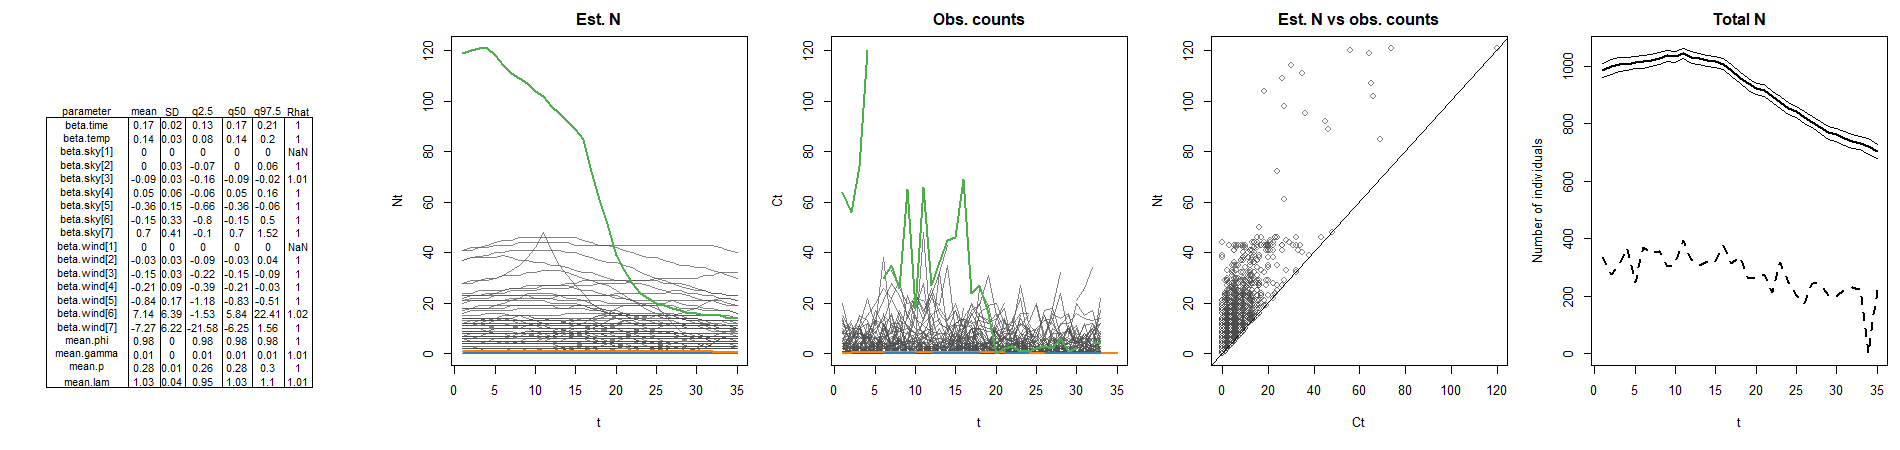 parameter mean SD q2.5 q50 q97.5 Rhat
beta.time 0.17 0.02 0.13 0.17 0.21 1
beta.temp 0.14 0.03 0.08 0.14 0.2 1
beta.sky[1] 0 0 0 0 0 NaN
beta.sky[2] 0 0.03 -0.07 0 0.06 1
beta.sky[3] -0.09 0.03 -0.16 -0.09 -0.02 1.01
beta.sky[4] 0.05 0.06 -0.06 0.05 0.16 1
beta.sky[5] -0.36 0.15 -0.66 -0.36 -0.06 1
beta.sky[6] -0.15 0.33 -0.8 -0.15 0.5 1
beta.sky[7] 0.7 0.41 -0.1 0.7 1.52 1
beta.wind[1] 0 0 0 0 0 NaN
beta.wind[2] -0.03 0.03 -0.09 -0.03 0.04 1
beta.wind[3] -0.15 0.03 -0.22 -0.15 -0.09 1
beta.wind[4] -0.21 0.09 -0.39 -0.21 -0.03 1
beta.wind[5] -0.84 0.17 -1.18 -0.83 -0.51 1
beta.wind[6] 7.14 6.39 -1.53 5.84 22.41 1.02
beta.wind[7] -7.27 6.22 -21.58 -6.25 1.56 1
mean.phi 0.98 0 0.98 0.98 0.98 1
mean.gamma 0.01 0 0.01 0.01 0.01 1.01
mean.p 0.28 0.01 0.26 0.28 0.3 1
mean.lam 1.03 0.04 0.95 1.03 1.1 1.01
Est. N
Nt
120
100
80
60
40
20
0
0 5 10 15 20 25 30 35
t
Obs. counts
Ct
120
100
80
60
40
20
0
0 5 10 15 20 25 30 35
t
Est. N vs obs. counts
Nt
120
100
80
60
40
20
0
0 20 40 60 80 100 120
Ct
Total N
Number of individuals
1000
800
600
400
200
0
0 5 10 15 20 25 30 35
t